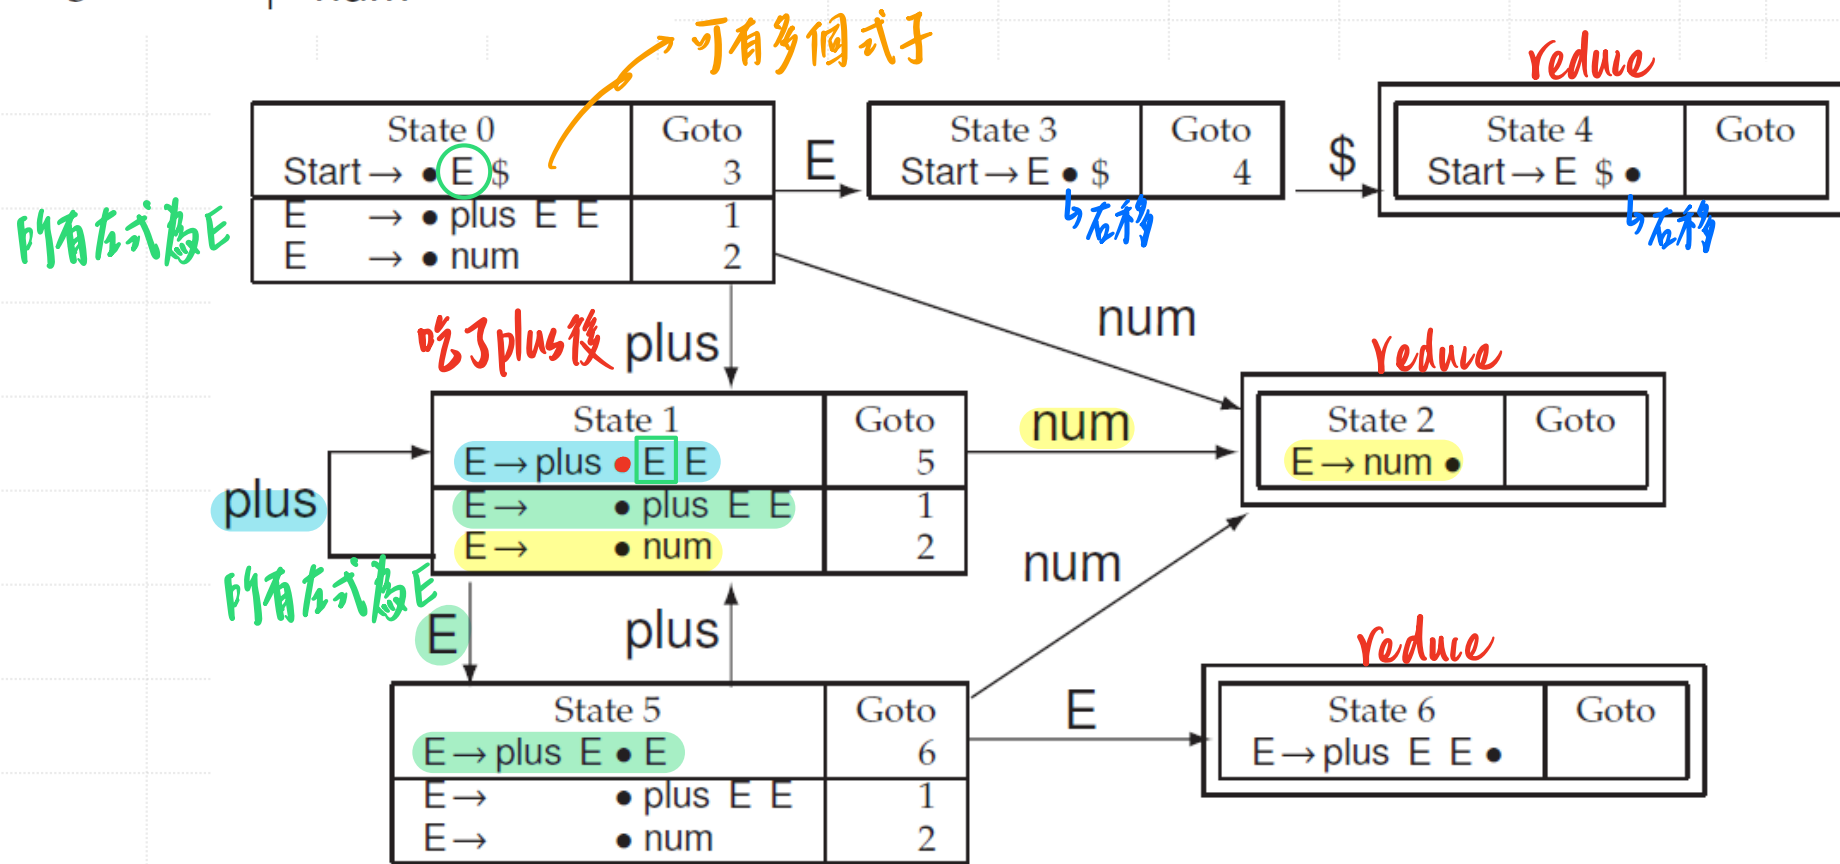 num
可有多個式子
reduce
State 0 Goto
Start → • E $ 3
E → • plus E E 1
E → • num 2
E
State 3 Goto
Start → E • $ 4
$
State 4 Goto
Start → E $ •
所有左式為E
右移
右移
吃了plus後
plus
num
reduce
State 1 Goto
E → plus • E E 5
E → • plus E E 1
E → • num 2
plus
num
State 2 Goto
E → num •
所有左式為E
E
plus
num
reduce
State 5 Goto
E → plus E • E 6
E → • plus E E 1
E → • num 2
E
State 6 Goto
E → plus E E •